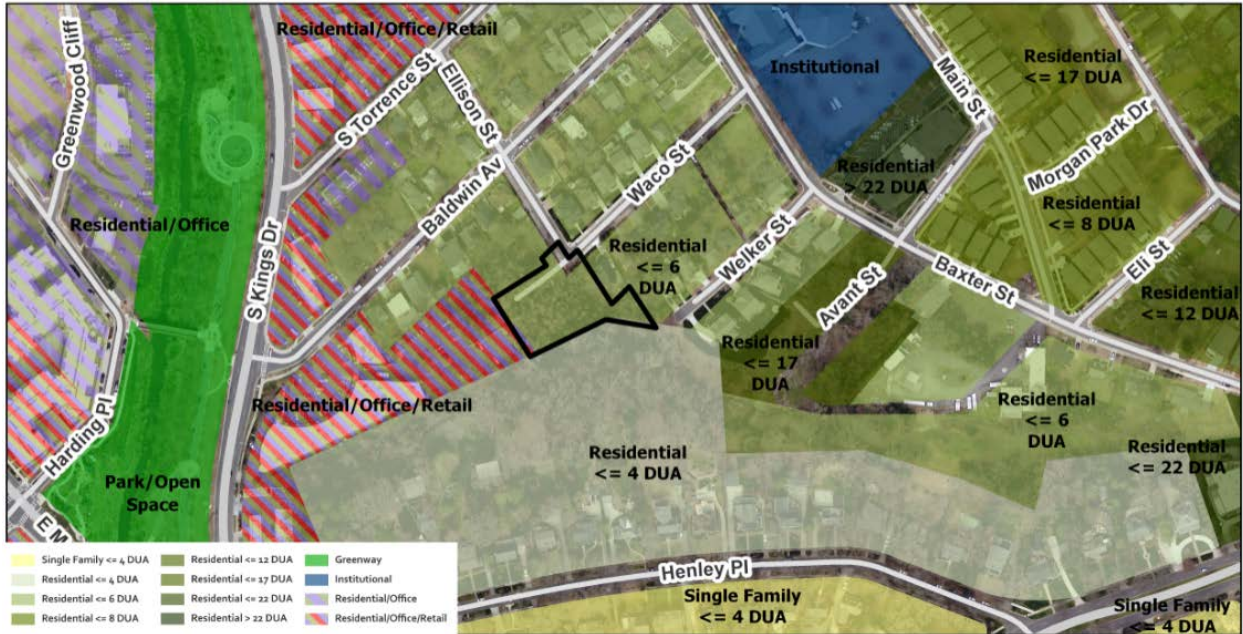 Greenwood Cliff
Residential/Office/Retail
S Torrence St
Ellison St
Institutional
Main St
Residential
<= 17 DUA
Morgan Park Dr
Baldwin Av
Waco St
Residential
> 22 DUA
Residential/Office
S Kings Dr
Residential
<= 6
DUA
Welker St
Residential
<= 8 DUA
Eli St
Avant St
Baxter St
Residential
<= 12 DUA
Residential
<= 17
DUA
Harding Pl
Residential/Office/Retail
Residential
<= 6
DUA
Park/Open
Space
Residential
<= 4 DUA
Residential
<= 22 DUA
E M
Henley Pl
Single Family
<= 4 DUA
Single Family
<= 4 DUA
Single Family <= 4 DUA
Residential <= 4 DUA
Residential <= 6 DUA
Residential <= 8 DUA
Residential <= 12 DUA
Residential <= 17 DUA
Residential <= 22 DUA
Residential > 22 DUA
Greenway
Institutional
Residential/Office
Residential/Office/Retail